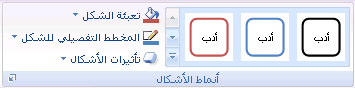 أدب أدب أدب
تعبئة الشكل
المخطط التفصيلي للشكل
تأثيرات الأشكال
أنماط الأشكال